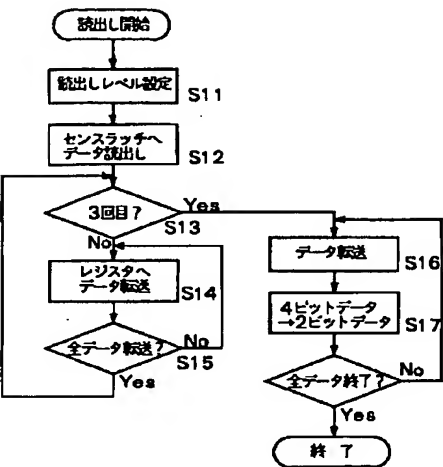 読出し開始
読出しレベル設定
S11
センスラッチへ
データ読出し
S12
3回目?
Yes
S13
No
レジスタへ
データ転送
S14
全データ転送?
No
S15
Yes
データ転送
S16
4ビットデータ
→2ビットデータ
S17
全データ終了?
No
Yes
終了